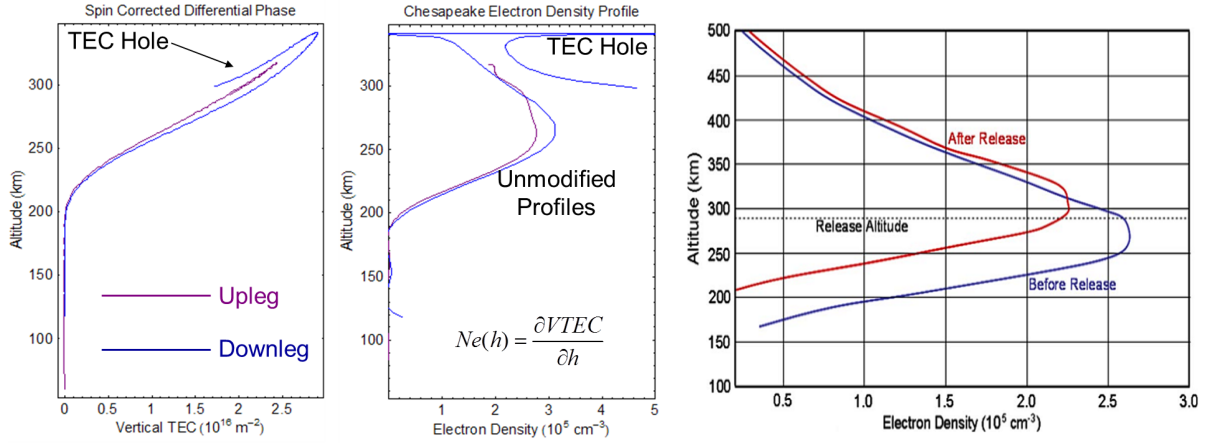 Spin Corrected Differential Phase
TEC Hole
300
250
200
150
100
Altitude (km)
Upleg
Downleg
0
0.5
1
1.5
2
2.5
Vertical TEC (10¹⁶ m⁻²)
Chesapeake Electron Density Profile
TEC Hole
300
250
200
150
100
Altitude (km)
Unmodified
Profiles
Ne(h) = ∂VTEC / ∂h
0
1
2
3
4
5
Electron Density (10⁵ cm⁻³)
500
450
400
350
300
250
200
150
100
Altitude (km)
After Release
Release Altitude
Before Release
0.5
1.0
1.5
2.0
2.5
3.0
Electron Density (10⁵ cm⁻³)